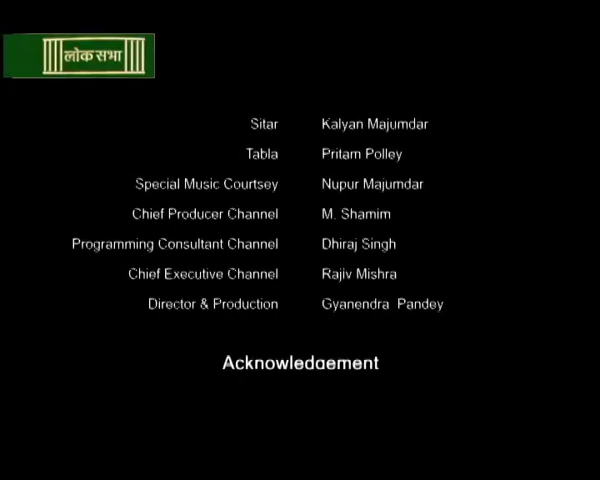 लोक सभा
Sitar Kalyan Majumdar
Tabla Pritam Polley
Special Music Courtsey Nupur Majumdar
Chief Producer Channel M. Shamim
Programming Consultant Channel Dhiraj Singh
Chief Executive Channel Rajiv Mishra
Director & Production Gyanendra Pandey
Acknowledgement